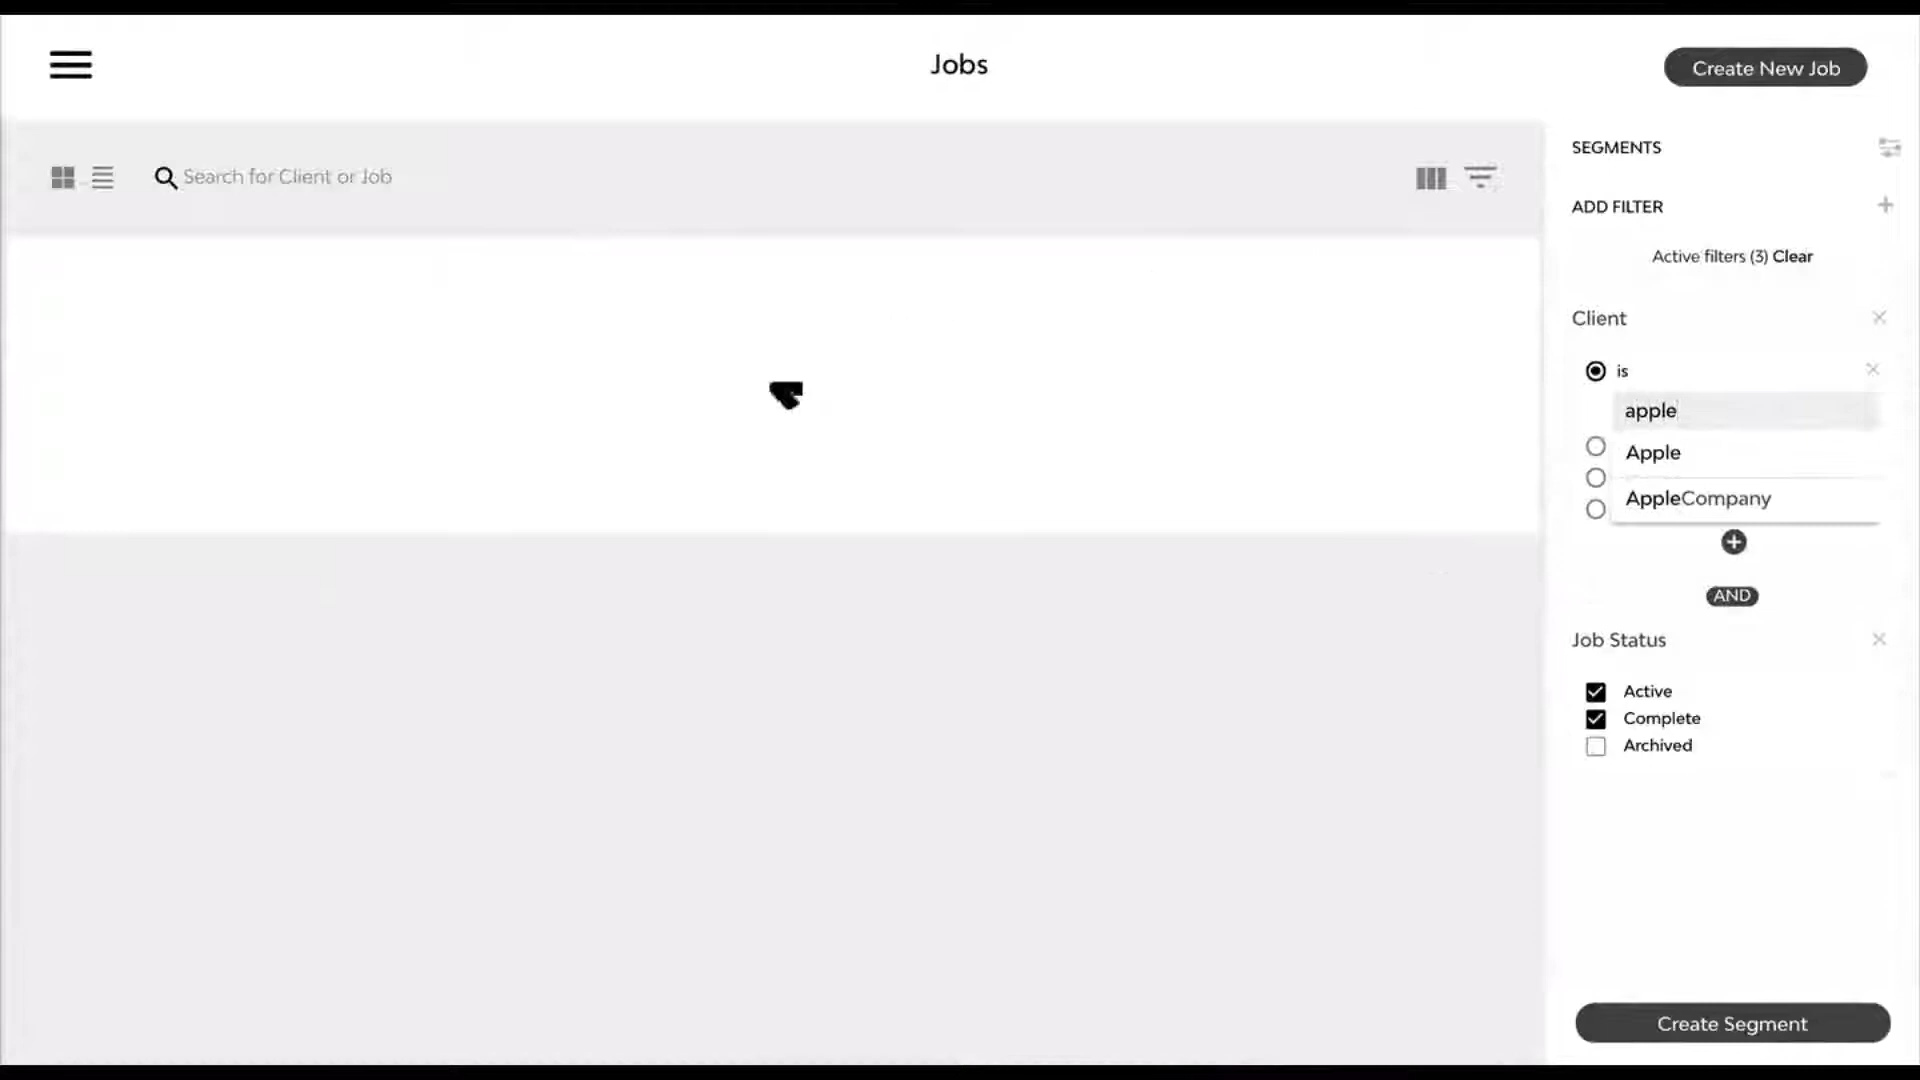 Jobs
Create New Job
Search for Client or Job
SEGMENTS
ADD FILTER
Active filters (3) Clear
Client
is
apple
Apple
AppleCompany
AND
Job Status
Active
Complete
Archived
Create Segment